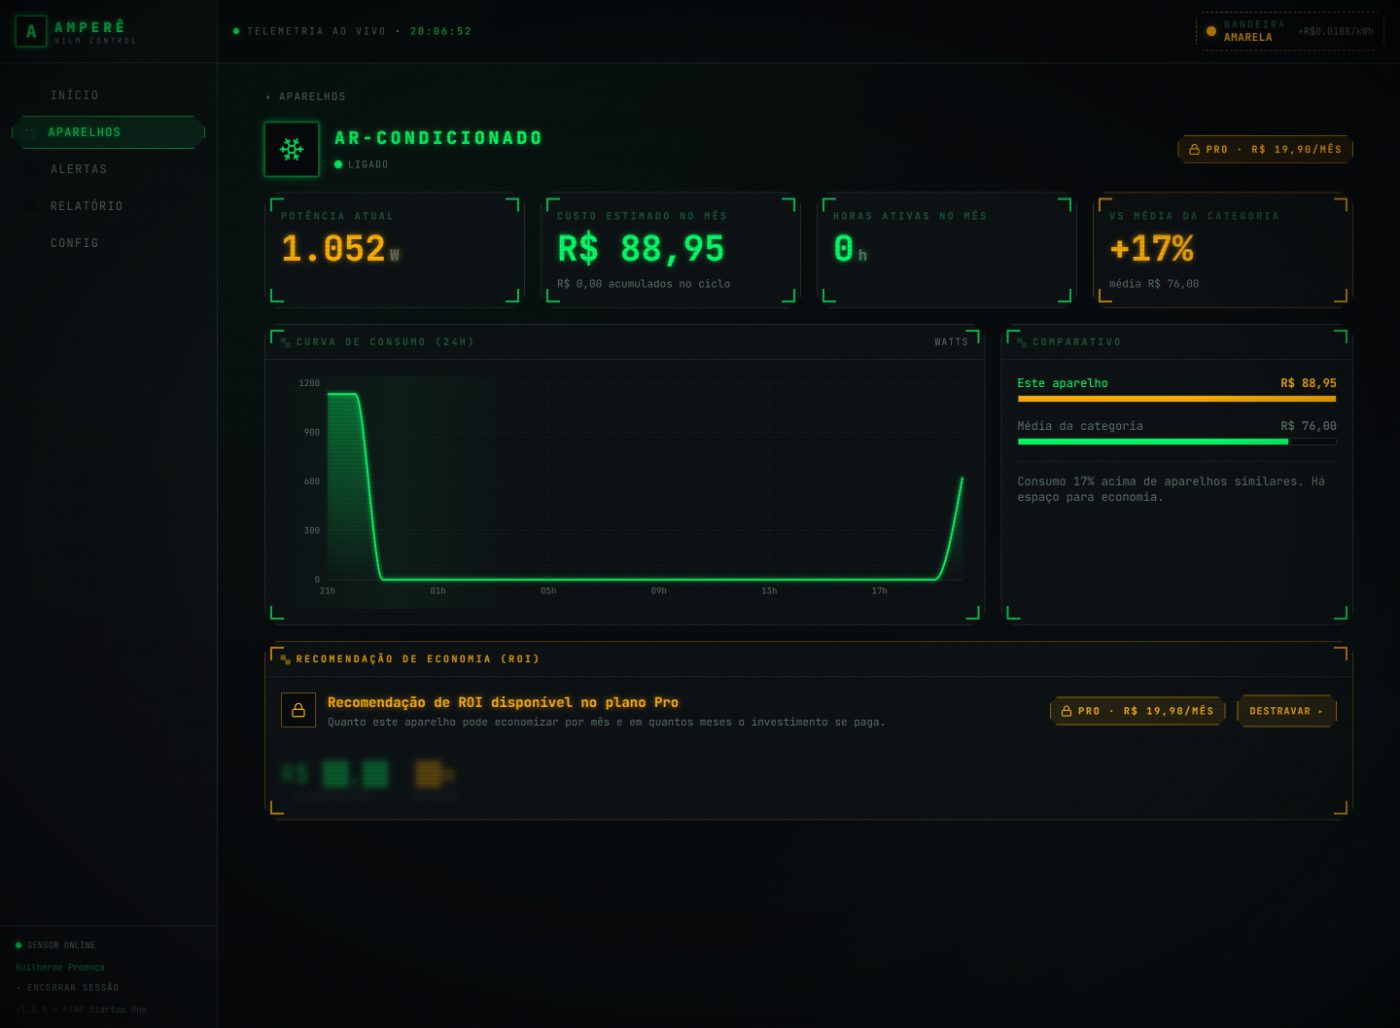 A AMPERÊ
NILM CONTROL
TELEMETRIA AO VIVO • 20:06:52
BANDEIRA
AMARELA
+R$0.0188/kWh
INÍCIO
APARELHOS
ALERTAS
RELATÓRIO
CONFIG
◂ APARELHOS
AR-CONDICIONADO
LIGADO
PRO · R$ 19,90/MÊS
POTÊNCIA ATUAL
1.052 W
CUSTO ESTIMADO NO MÊS
R$ 88,95
R$ 0,00 acumulados no ciclo
HORAS ATIVAS NO MÊS
0 h
VS MÉDIA DA CATEGORIA
+17%
média R$ 76,00
CURVA DE CONSUMO (24H)
WATTS
1200
900
600
300
0
21h 01h 05h 09h 13h 17h
COMPARATIVO
Este aparelho R$ 88,95
Média da categoria R$ 76,00
Consumo 17% acima de aparelhos similares. Há
espaço para economia.
RECOMENDAÇÃO DE ECONOMIA (ROI)
Recomendação de ROI disponível no plano Pro
Quanto este aparelho pode economizar por mês e em quantos meses o investimento se paga.
PRO · R$ 19,90/MÊS
DESTRAVAR ▸
R$
SENSOR ONLINE
Guilherme Proença
◂ ENCERRAR SESSÃO
— FIAP Startup One